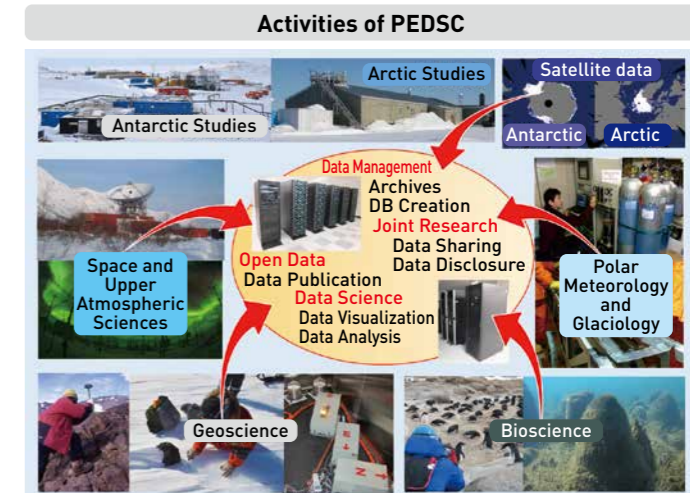 Activities of PEDSC
Antarctic Studies
Arctic Studies
Satellite data
Antarctic
Arctic
Data Management
Archives
DB Creation
Joint Research
Data Sharing
Data Disclosure
Open Data
Data Publication
Data Science
Data Visualization
Data Analysis
Space and
Upper
Atmospheric
Sciences
Polar
Meteorology
and
Glaciology
Geoscience
E
Z
Bioscience